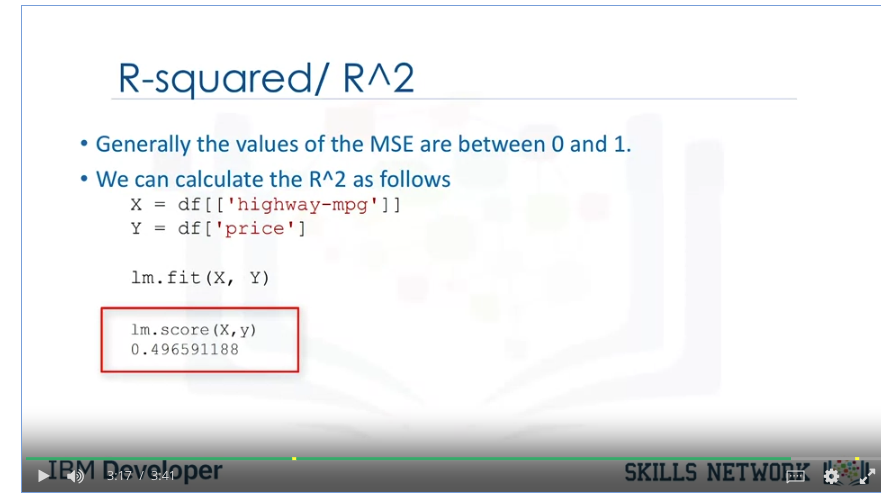 R-squared/ R^2
• Generally the values of the MSE are between 0 and 1.
• We can calculate the R^2 as follows
X = df[['highway-mpg']]
Y = df['price']
lm.fit(X, Y)
lm.score(X,y)
0.496591188
IBM Developer
3:17 / 3:41
SKILLS NETWORK